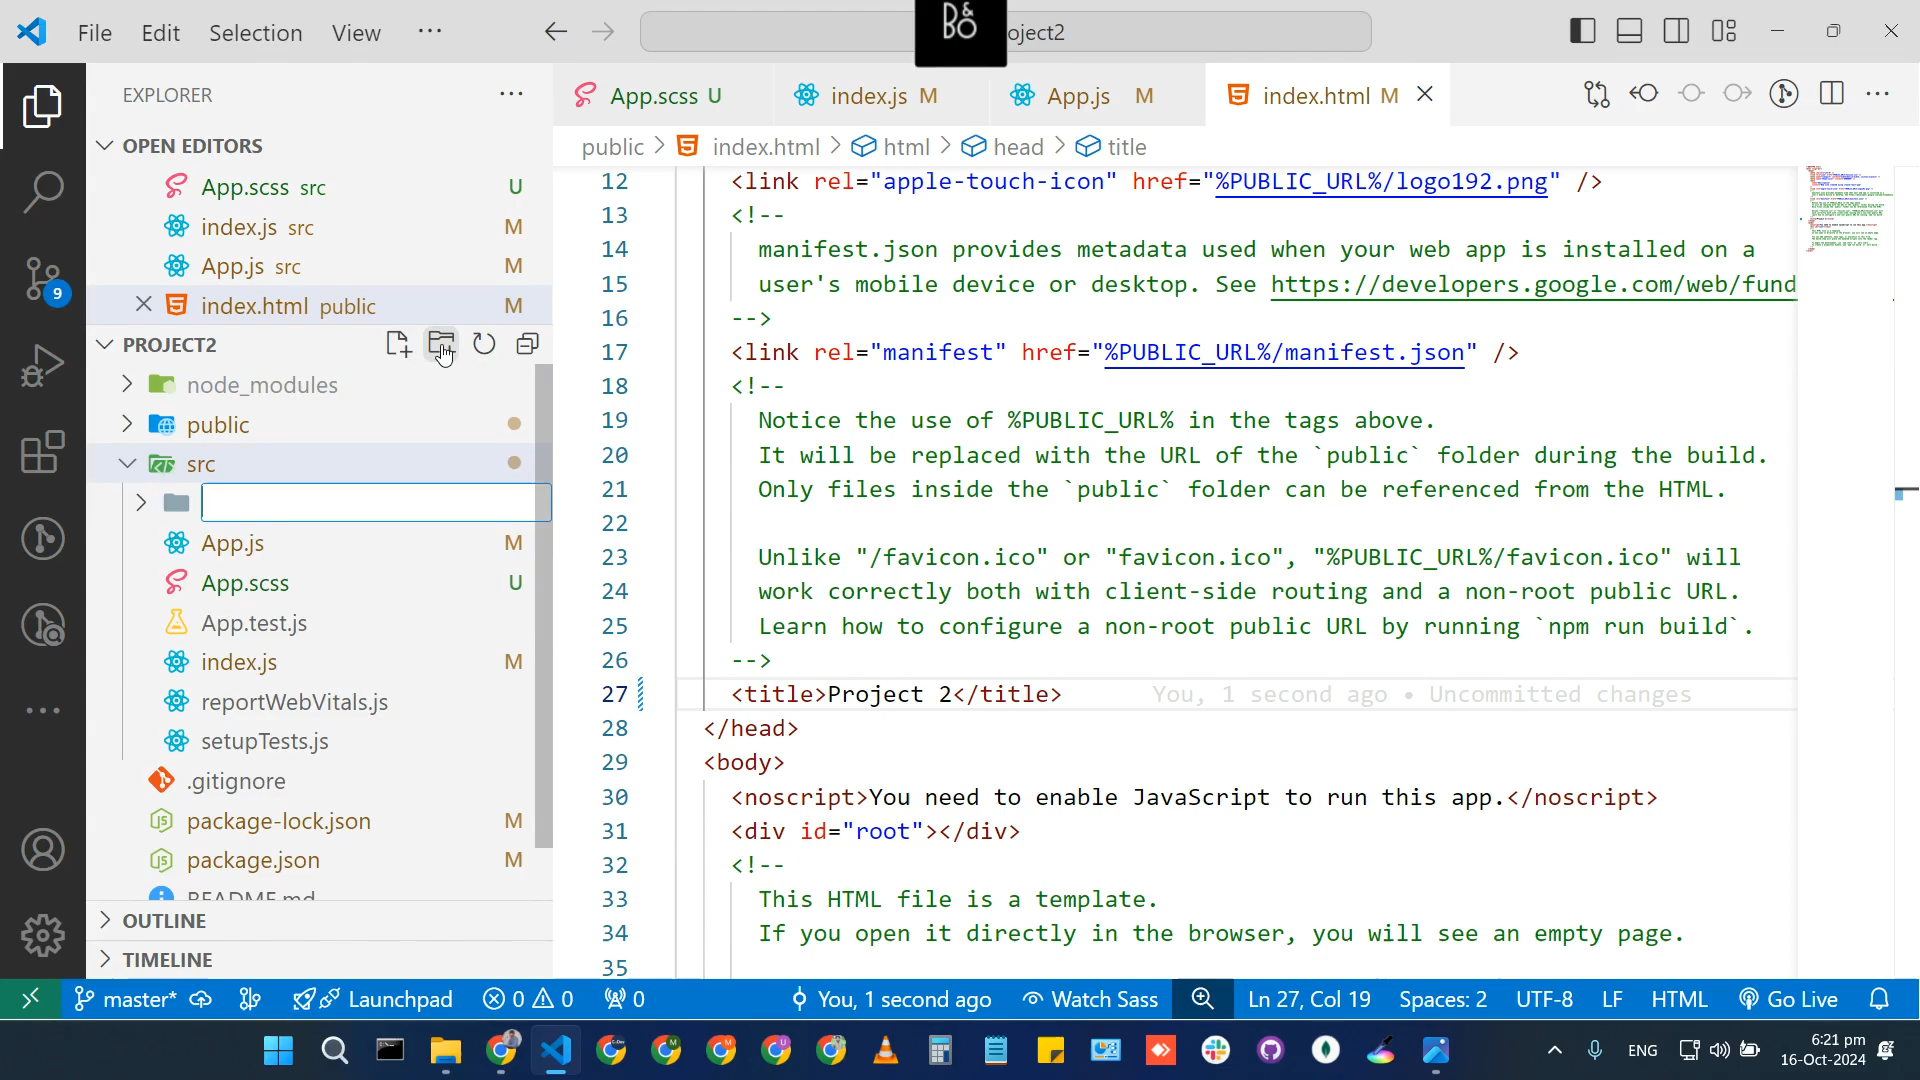 File Edit Selection View ···
B&O
oject2
EXPLORER
OPEN EDITORS
App.scss src U
index.js src M
App.js src M
index.html public M
PROJECT2
node_modules
public
src
App.js M
App.scss U
App.test.js
index.js M
reportWebVitals.js
setupTests.js
.gitignore
package-lock.json M
package.json M
README.md
OUTLINE
TIMELINE
9
App.scss U index.js M App.js M index.html M
public > index.html > html > head > title
12 <link rel="apple-touch-icon" href="%PUBLIC_URL%/logo192.png" />
13 <!--
14 manifest.json provides metadata used when your web app is installed on a
15 user's mobile device or desktop. See https://developers.google.com/web/fund
16 -->
17 <link rel="manifest" href="%PUBLIC_URL%/manifest.json" />
18 <!--
19 Notice the use of %PUBLIC_URL% in the tags above.
20 It will be replaced with the URL of the `public` folder during the build.
21 Only files inside the `public` folder can be referenced from the HTML.
22
23 Unlike "/favicon.ico" or "favicon.ico", "%PUBLIC_URL%/favicon.ico" will
24 work correctly both with client-side routing and a non-root public URL.
25 Learn how to configure a non-root public URL by running `npm run build`.
26 -->
27 <title>Project 2</title> You, 1 second ago • Uncommitted changes
28 </head>
29 <body>
30 <noscript>You need to enable JavaScript to run this app.</noscript>
31 <div id="root"></div>
32 <!--
33 This HTML file is a template.
34 If you open it directly in the browser, you will see an empty page.
35
master* Launchpad 0 0 0 You, 1 second ago Watch Sass Ln 27, Col 19 Spaces: 2 UTF-8 LF HTML Go Live
ENG
6:21 pm
16-Oct-2024